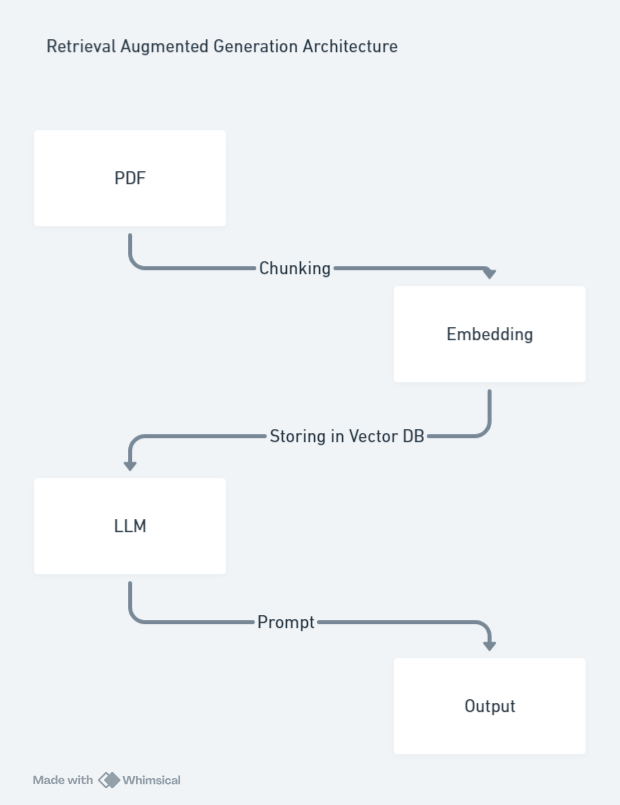 Retrieval Augmented Generation Architecture
PDF
Chunking
Embedding
Storing in Vector DB
LLM
Prompt
Output
Made with Whimsical